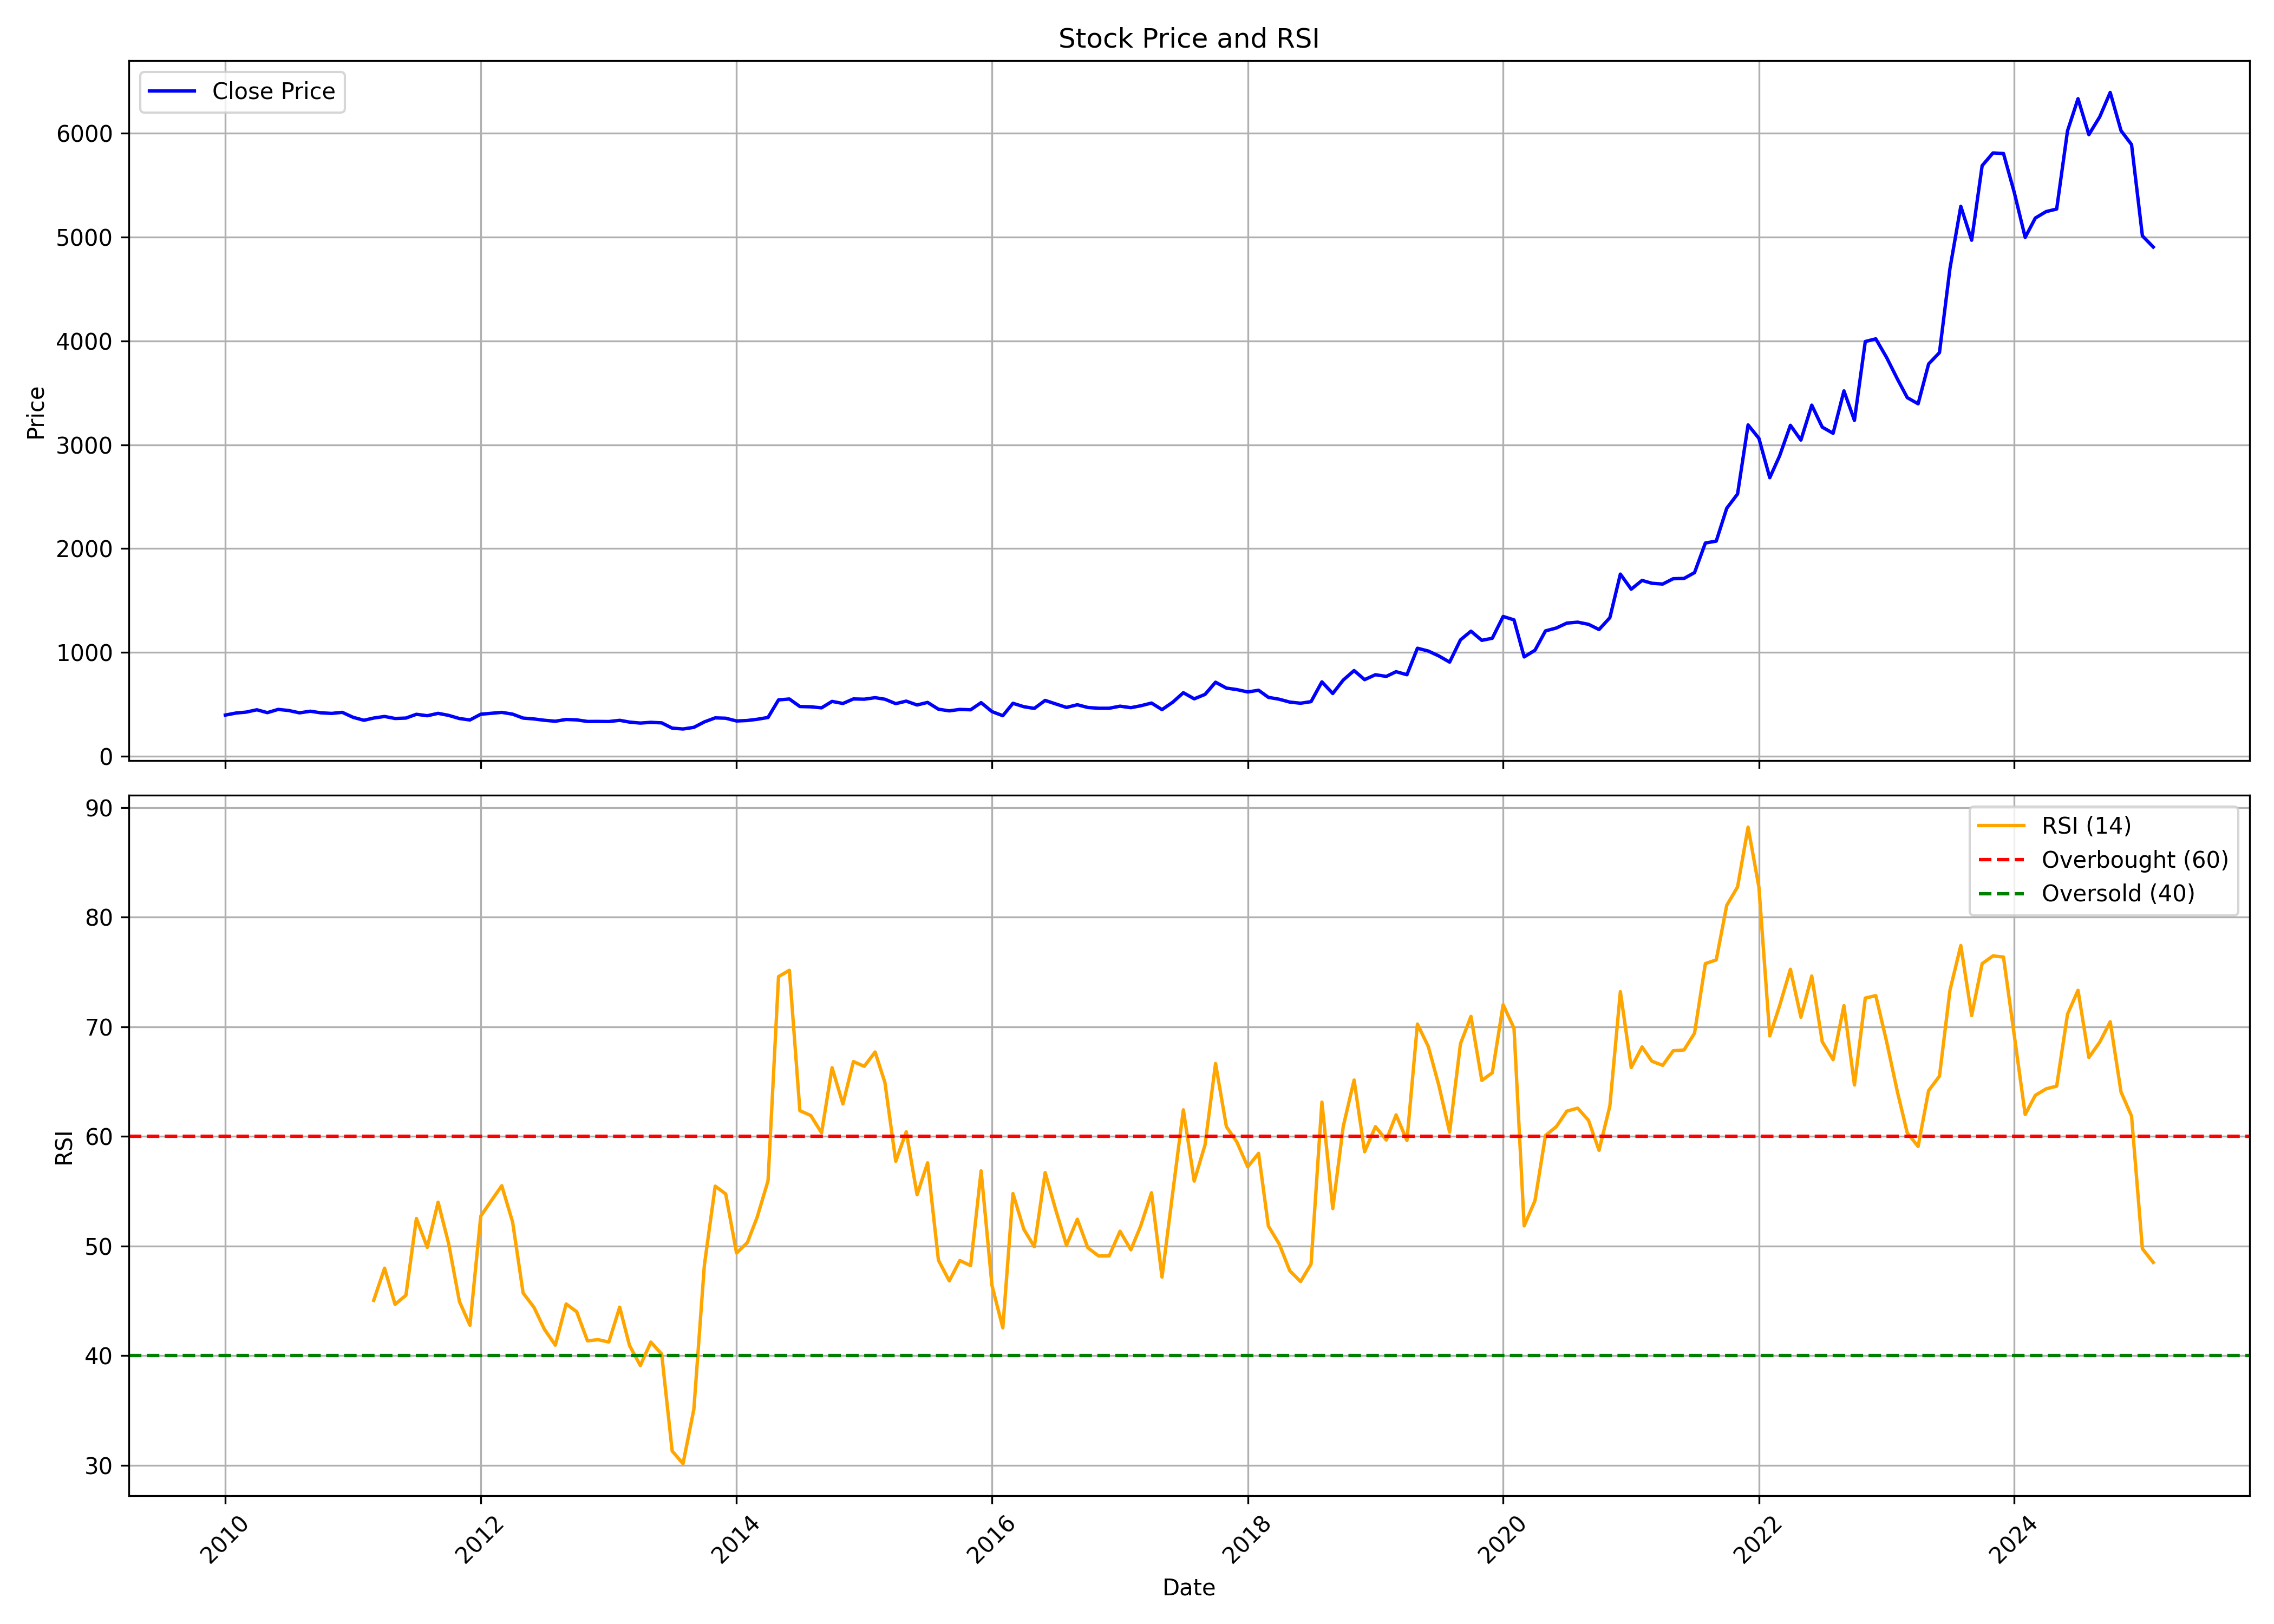 Stock Price and RSI
Close Price
6000
5000
4000
3000
2000
1000
0
Price
90
80
70
60
50
40
30
RSI
RSI (14)
Overbought (60)
Oversold (40)
2010
2012
2014
2016
2018
2020
2022
2024
Date